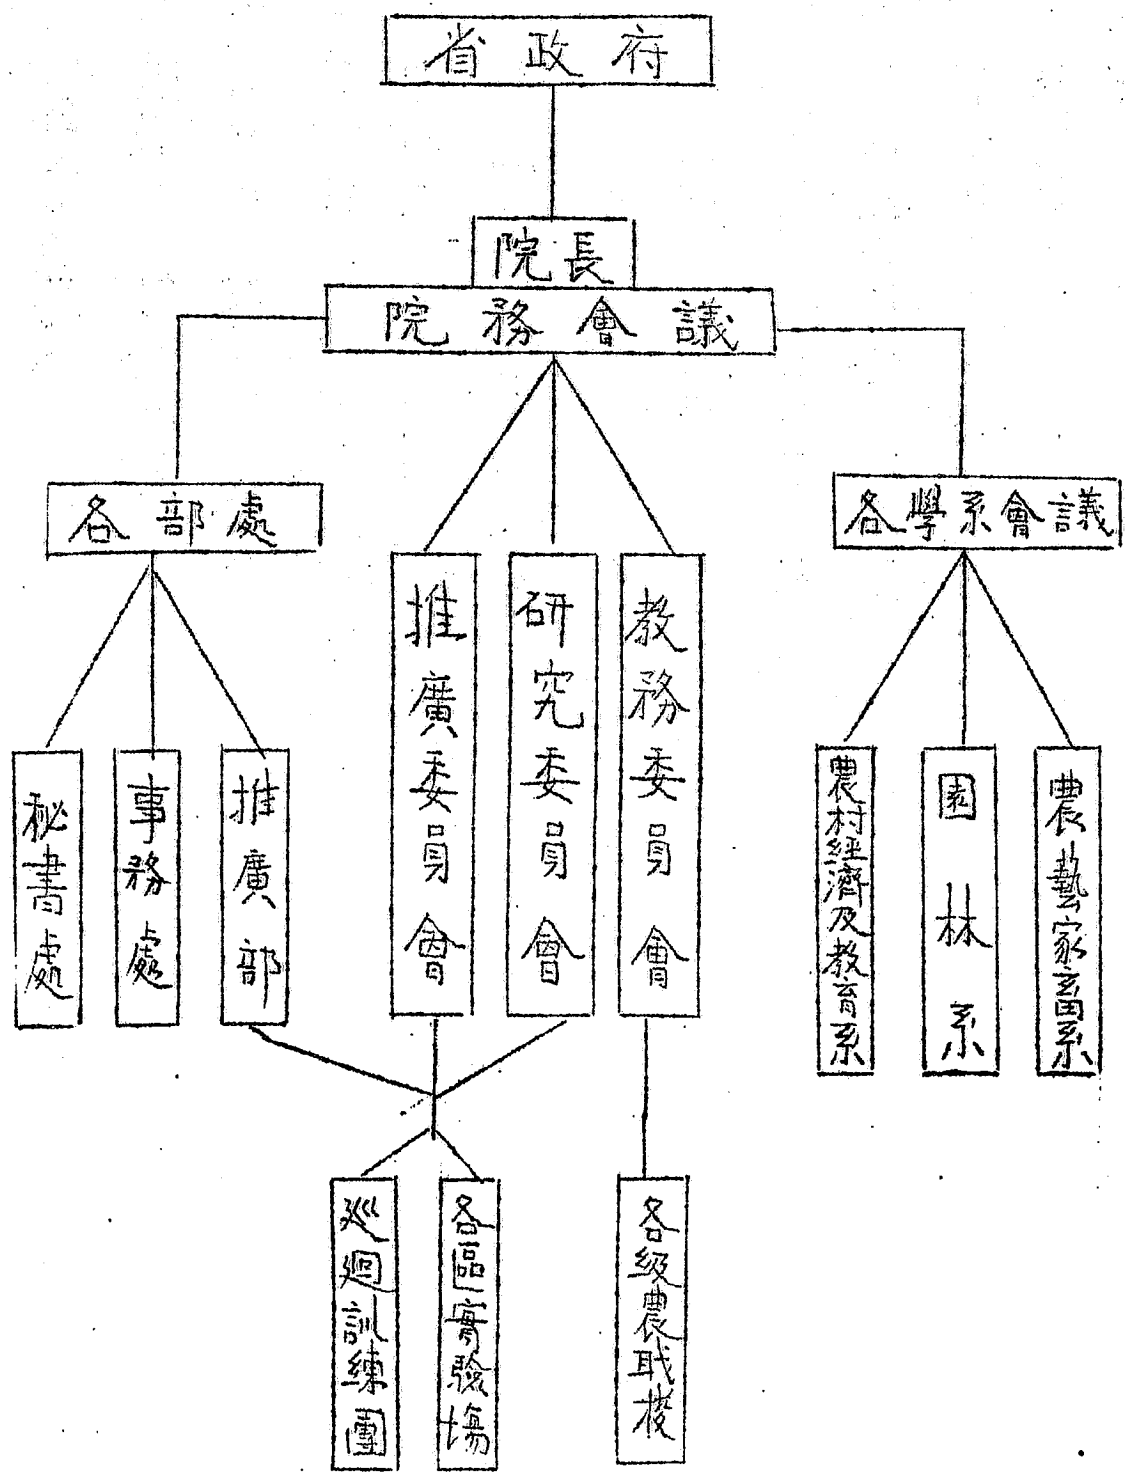 省政府
院長
院務會議
各部處
各學系會議
推廣委員會
研究委員會
教務委員會
秘書處
事務處
推廣部
農村經濟及教育系
園林系
農藝家畜系
巡迴訓練團
各區實驗場
各級農職校